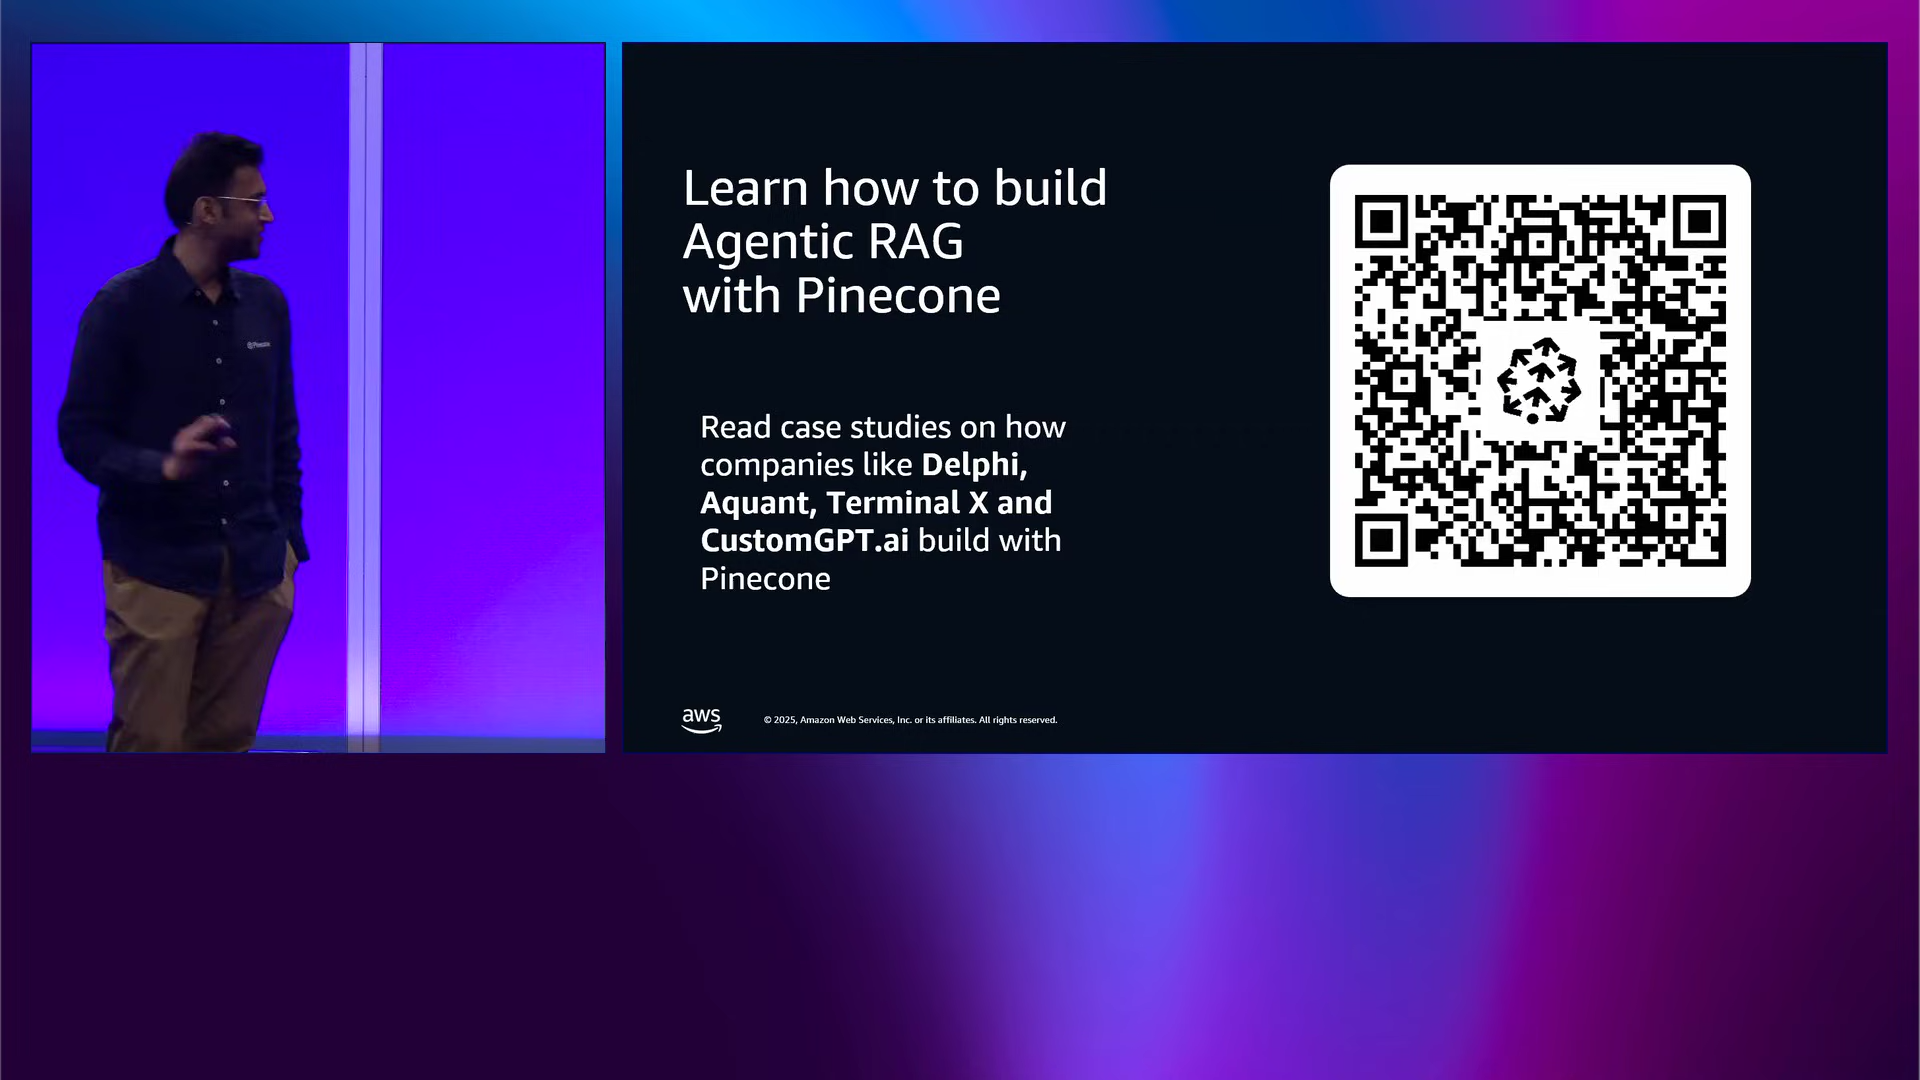 Learn how to build
Agentic RAG
with Pinecone
Read case studies on how
companies like Delphi,
Aquant, Terminal X and
CustomGPT.ai build with
Pinecone
aws
© 2025, Amazon Web Services, Inc. or its affiliates. All rights reserved.
Pinecone